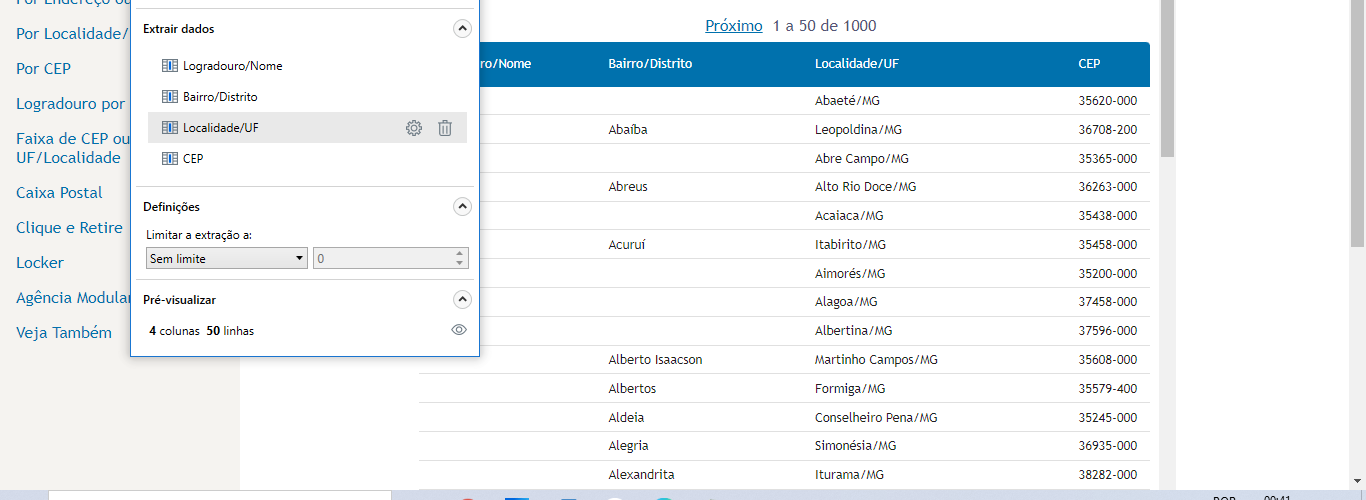 Por Localidade/
Por CEP
Logradouro por
Faixa de CEP ou
UF/Localidade
Caixa Postal
Clique e Retire
Locker
Agência Modular
Veja Também
Extrair dados
Logradouro/Nome
Bairro/Distrito
Localidade/UF
CEP
Definições
Limitar a extração a:
Sem limite 0
Pré-visualizar
4 colunas 50 linhas
Próximo 1 a 50 de 1000
ro/Nome Bairro/Distrito Localidade/UF CEP
Abaeté/MG 35620-000
Abaíba Leopoldina/MG 36708-200
Abre Campo/MG 35365-000
Abreus Alto Rio Doce/MG 36263-000
Acaiaca/MG 35438-000
Acuruí Itabirito/MG 35458-000
Aimorés/MG 35200-000
Alagoa/MG 37458-000
Albertina/MG 37596-000
Alberto Isaacson Martinho Campos/MG 35608-000
Albertos Formiga/MG 35579-400
Aldeia Conselheiro Pena/MG 35245-000
Alegria Simonésia/MG 36935-000
Alexandrita Iturama/MG 38282-000